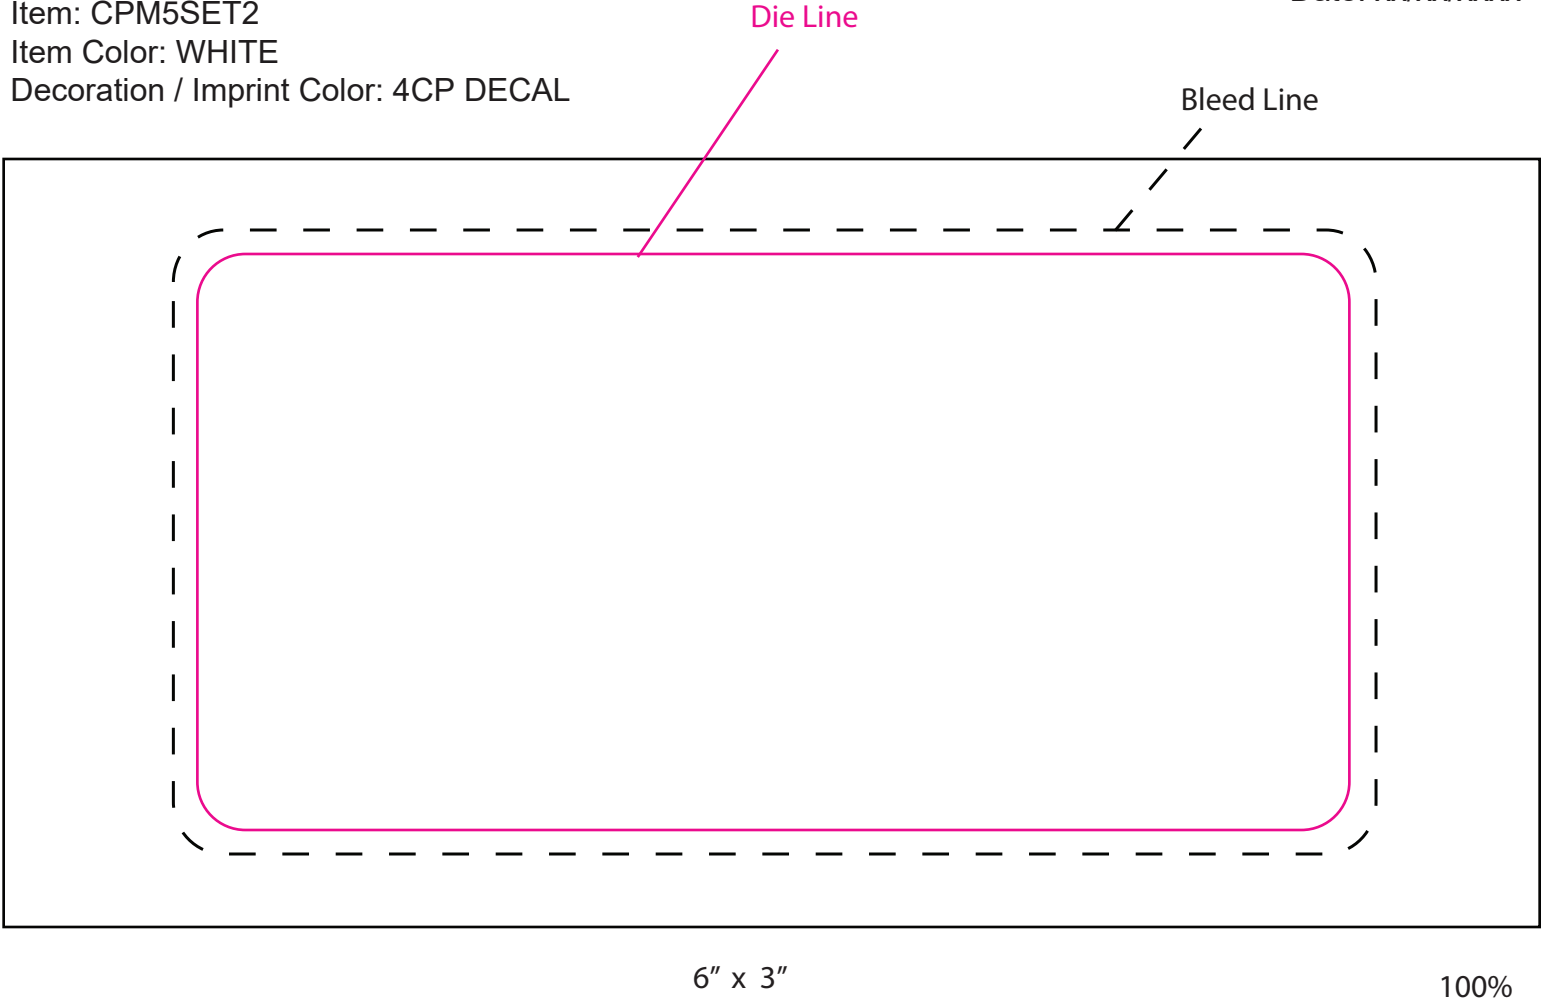 Item: CPM5SET2
Die Line
Item Color: WHITE
Decoration / Imprint Color: 4CP DECAL
Bleed Line
6” x 3”
100%